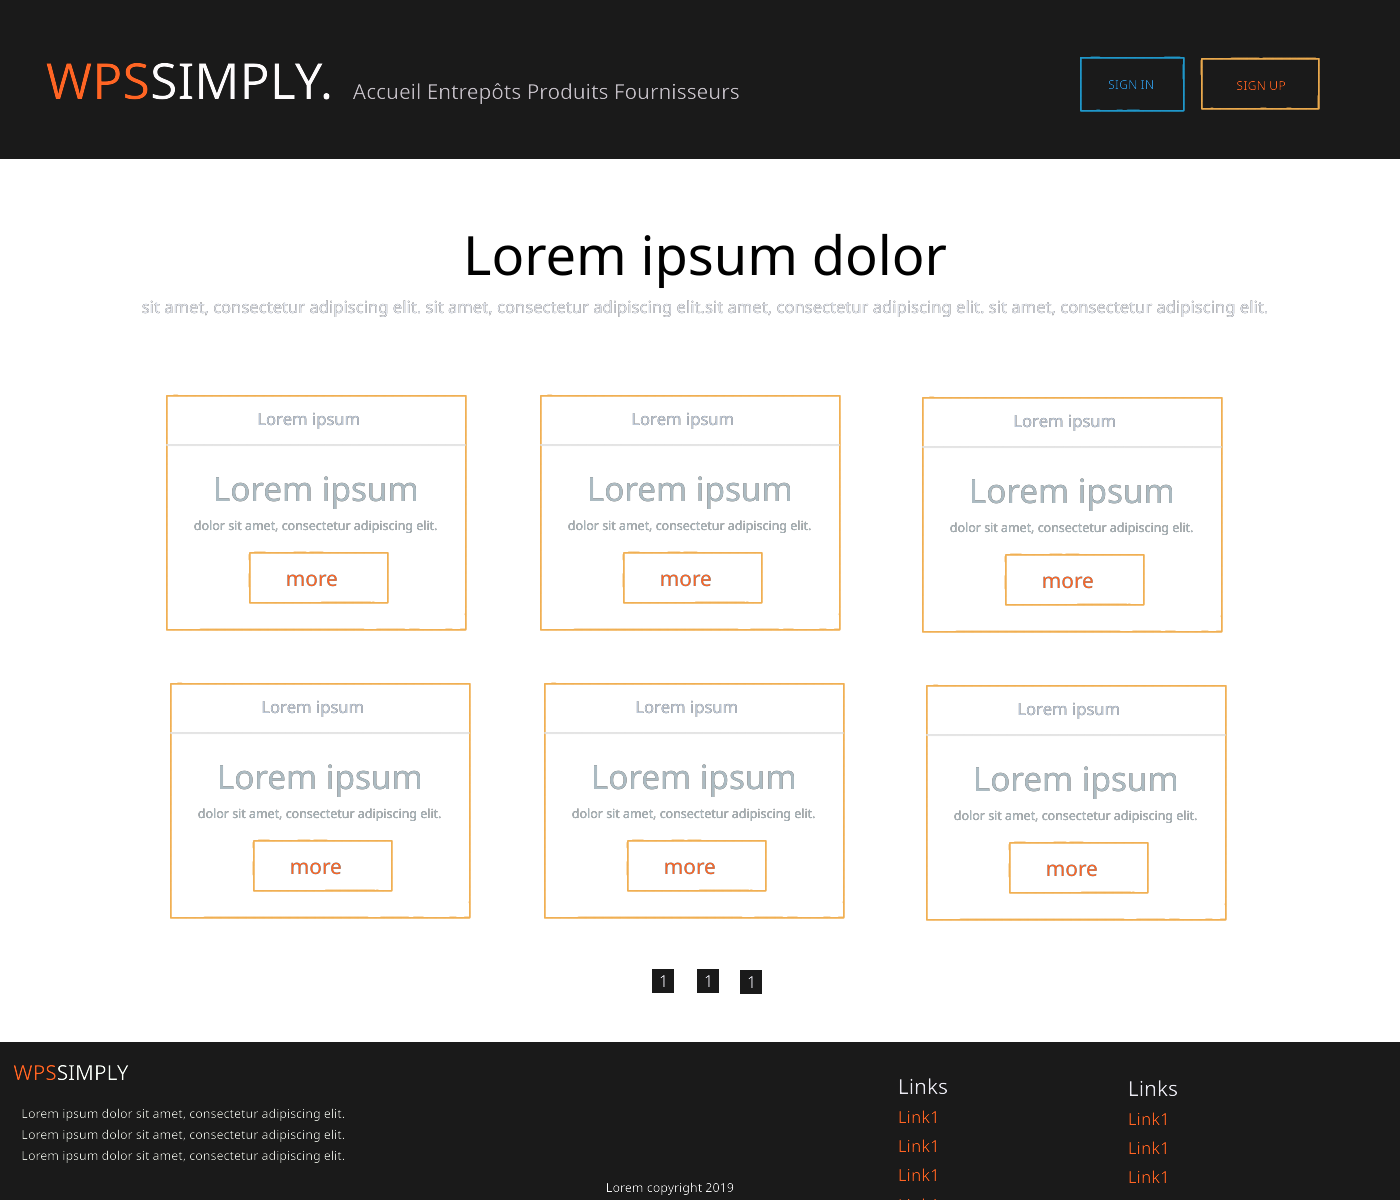 WPSSIMPLY. Accueil Entrepôts Produits Fournisseurs
SIGN IN
SIGN UP
Lorem ipsum dolor
sit amet, consectetur adipiscing elit. sit amet, consectetur adipiscing elit.sit amet, consectetur adipiscing elit. sit amet, consectetur adipiscing elit.
Lorem ipsum
Lorem ipsum
dolor sit amet, consectetur adipiscing elit.
more
Lorem ipsum
Lorem ipsum
dolor sit amet, consectetur adipiscing elit.
more
Lorem ipsum
Lorem ipsum
dolor sit amet, consectetur adipiscing elit.
more
Lorem ipsum
Lorem ipsum
dolor sit amet, consectetur adipiscing elit.
more
Lorem ipsum
Lorem ipsum
dolor sit amet, consectetur adipiscing elit.
more
Lorem ipsum
Lorem ipsum
dolor sit amet, consectetur adipiscing elit.
more
1 1 1
WPSSIMPLY
Lorem ipsum dolor sit amet, consectetur adipiscing elit.
Lorem ipsum dolor sit amet, consectetur adipiscing elit.
Lorem ipsum dolor sit amet, consectetur adipiscing elit.
Lorem copyright 2019
Links
Link1
Link1
Link1
Links
Link1
Link1
Link1